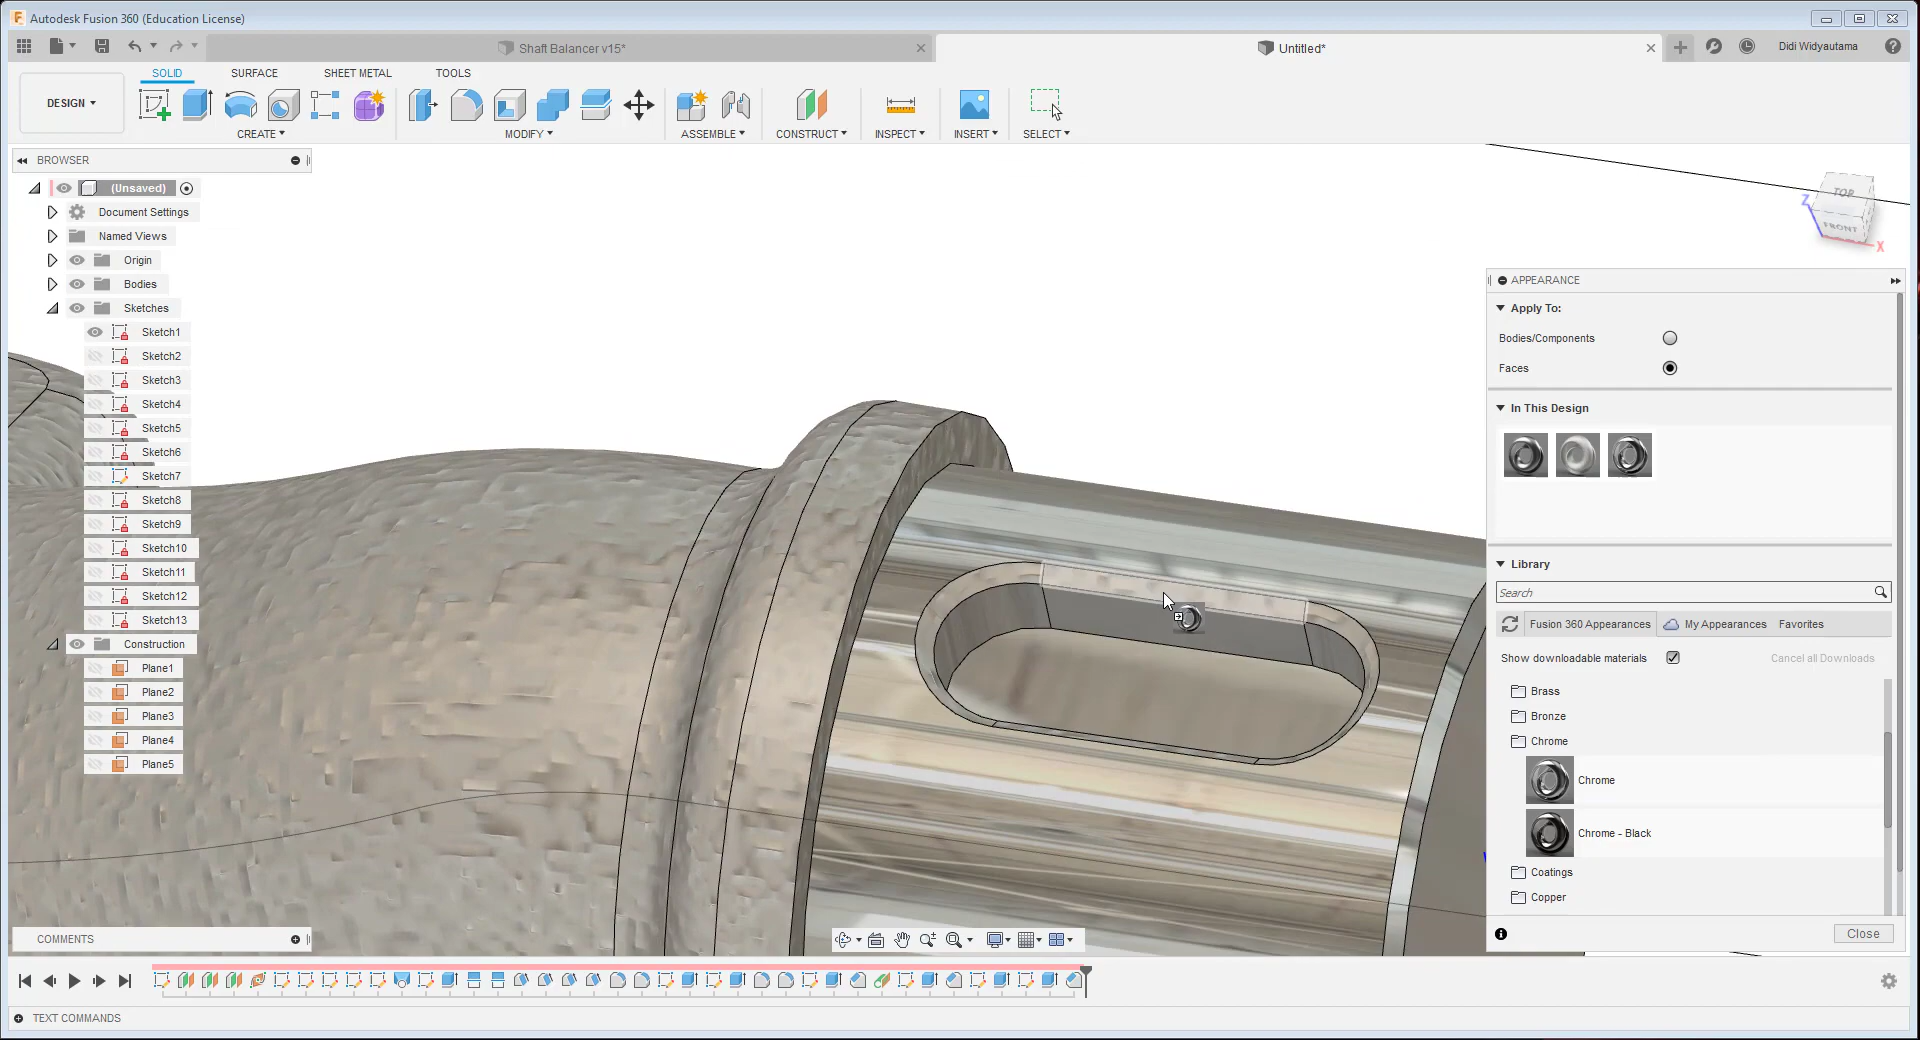 Autodesk Fusion 360 (Education License)
Shaft Balancer v15*
Untitled*
Didi Widyautama
DESIGN
SOLID
SURFACE
SHEET METAL
TOOLS
CREATE
MODIFY
ASSEMBLE
CONSTRUCT
INSPECT
INSERT
SELECT
BROWSER
(Unsaved)
Document Settings
Named Views
Origin
Bodies
Sketches
Sketch1
Sketch2
Sketch3
Sketch4
Sketch5
Sketch6
Sketch7
Sketch8
Sketch9
Sketch10
Sketch11
Sketch12
Sketch13
Construction
Plane1
Plane2
Plane3
Plane4
Plane5
TOP
FRONT
Z
X
APPEARANCE
Apply To:
Bodies/Components
Faces
In This Design
Library
Search
Fusion 360 Appearances
My Appearances
Favorites
Show downloadable materials
Cancel all Downloads
Brass
Bronze
Chrome
Chrome
Chrome - Black
Coatings
Copper
Close
COMMENTS
TEXT COMMANDS